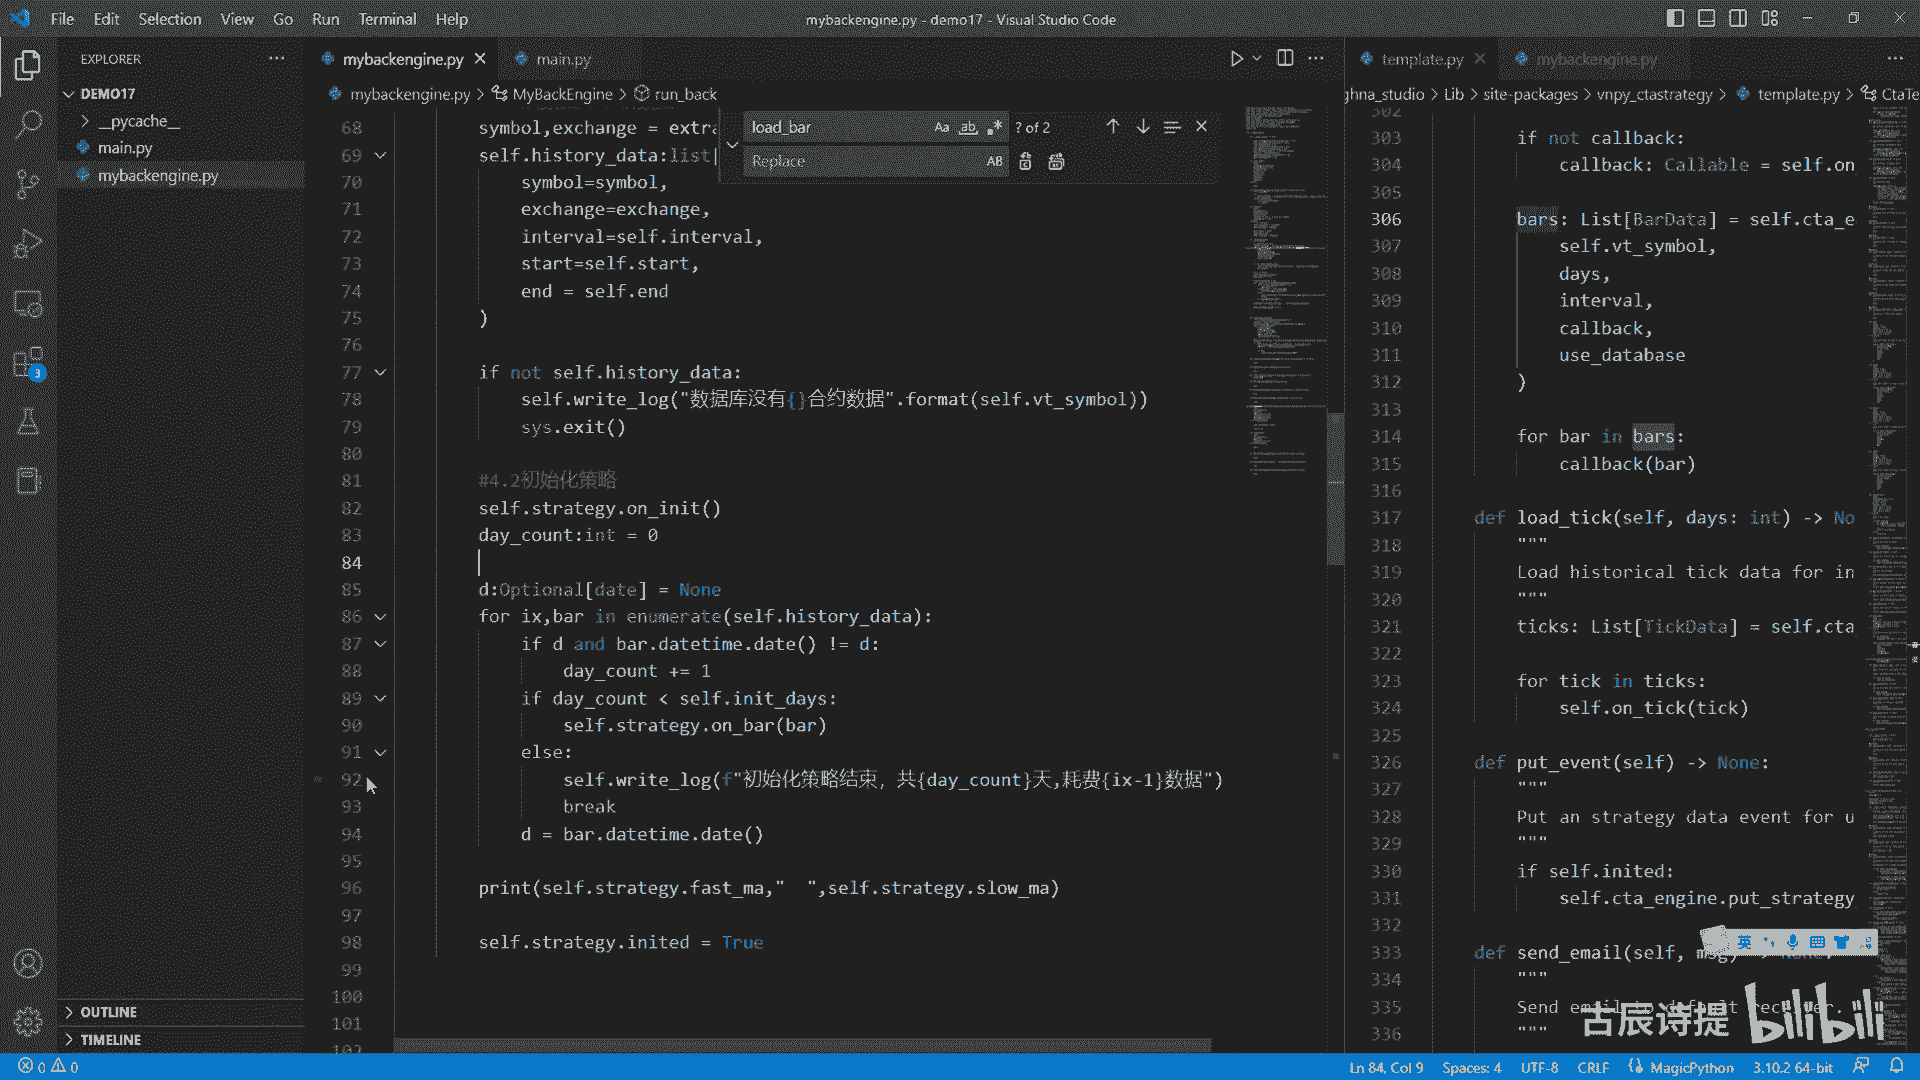 File Edit Selection View Go Run Terminal Help
mybackengine.py - demo17 - Visual Studio Code
EXPLORER
DEMO17
__pycache__
main.py
mybackengine.py
OUTLINE
TIMELINE
3
mybackengine.py main.py
mybackengine.py > MyBackEngine > run_back
load_bar Aa ab .* ? of 2
Replace AB
68 symbol,exchange = extra
69 self.history_data:list[
70 symbol=symbol,
71 exchange=exchange,
72 interval=self.interval,
73 start=self.start,
74 end = self.end
75 )
76
77 if not self.history_data:
78 self.write_log("数据库没有{}合约数据".format(self.vt_symbol))
79 sys.exit()
80
81 #4.2初始化策略
82 self.strategy.on_init()
83 day_count:int = 0
84
85 d:Optional[date] = None
86 for ix,bar in enumerate(self.history_data):
87 if d and bar.datetime.date() != d:
88 day_count += 1
89 if day_count < self.init_days:
90 self.strategy.on_bar(bar)
91 else:
92 self.write_log(f"初始化策略结束，共{day_count}天,耗费{ix-1}数据")
93 break
94 d = bar.datetime.date()
95
96 print(self.strategy.fast_ma,"  ",self.strategy.slow_ma)
97
98 self.strategy.inited = True
99
100
101
102
template.py mybackengine.py
ghna_studio > Lib > site-packages > vnpy_ctastrategy > template.py > CtaTe
302
303 if not callback:
304 callback: Callable = self.on
305
306 bars: List[BarData] = self.cta_e
307 self.vt_symbol,
308 days,
309 interval,
310 callback,
311 use_database
312 )
313
314 for bar in bars:
315 callback(bar)
316
317 def load_tick(self, days: int) -> No
318 """
319 Load historical tick data for in
320 """
321 ticks: List[TickData] = self.cta
322
323 for tick in ticks:
324 self.on_tick(tick)
325
326 def put_event(self) -> None:
327 """
328 Put an strategy data event for u
329 """
330 if self.inited:
331 self.cta_engine.put_strategy
332
333 def send_email(self, msg) -> None:
334 """
335 Send email to default receiver.
336 """
英
古辰诗提 bilibili
0 0 Ln 84, Col 9 Spaces: 4 UTF-8 CRLF MagicPython 3.10.2 64-bit